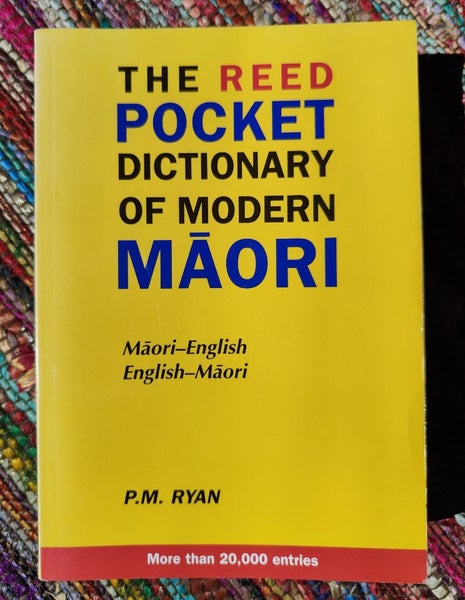 THE REED
POCKET
DICTIONARY
OF MODERN
MĀORI
Māori–English
English–Māori
P.M. RYAN
More than 20,000 entries